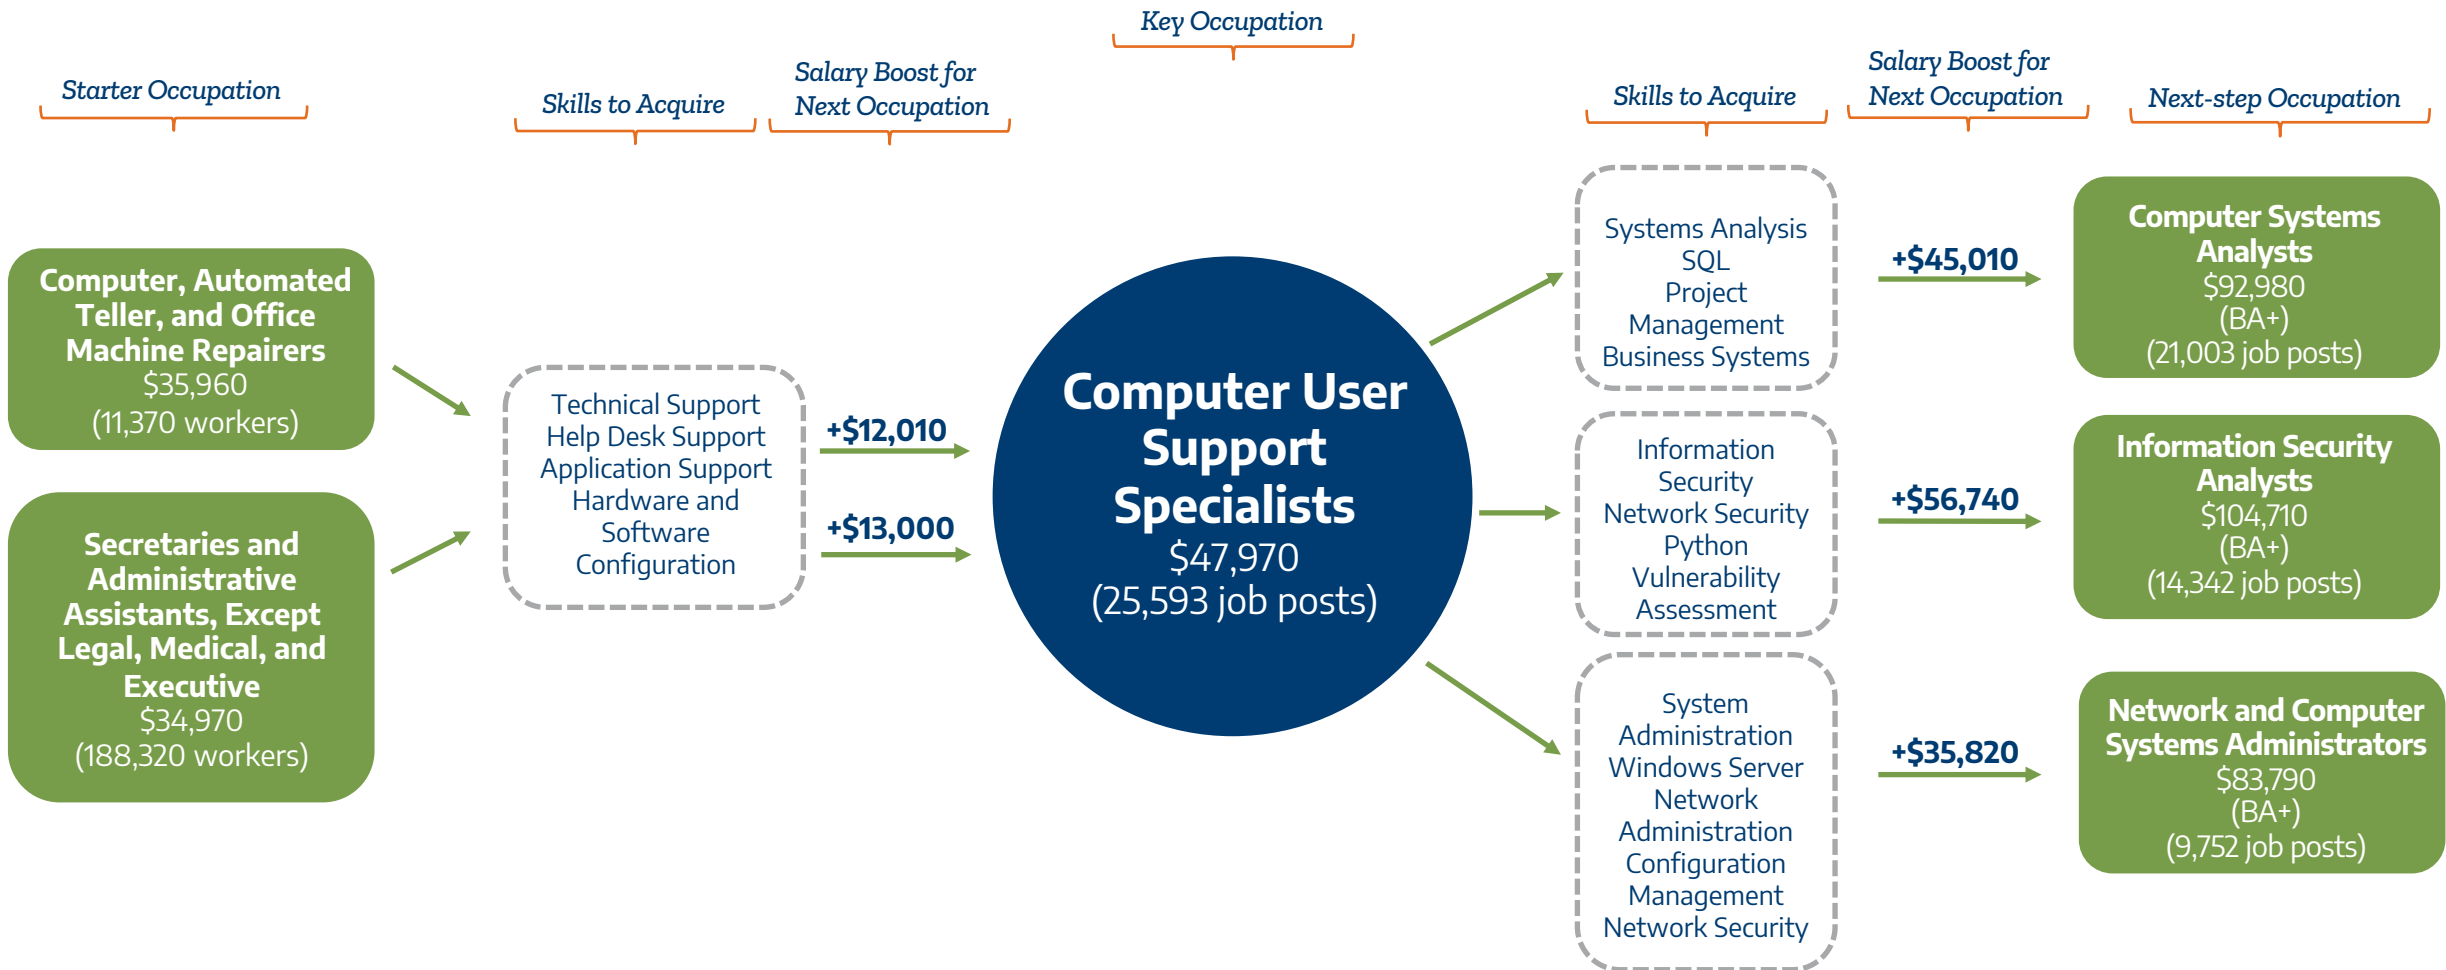 Key Occupation
Starter Occupation
Skills to Acquire
Salary Boost for
Next Occupation
Skills to Acquire
Salary Boost for
Next Occupation
Next-step Occupation
Computer, Automated
Teller, and Office
Machine Repairers
$35,960
(11,370 workers)
Secretaries and
Administrative
Assistants, Except
Legal, Medical, and
Executive
$34,970
(188,320 workers)
Technical Support
Help Desk Support
Application Support
Hardware and
Software
Configuration
+$12,010
+$13,000
Computer User
Support
Specialists
$47,970
(25,593 job posts)
Systems Analysis
SQL
Project
Management
Business Systems
+$45,010
Computer Systems
Analysts
$92,980
(BA+)
(21,003 job posts)
Information
Security
Network Security
Python
Vulnerability
Assessment
+$56,740
Information Security
Analysts
$104,710
(BA+)
(14,342 job posts)
System
Administration
Windows Server
Network
Administration
Configuration
Management
Network Security
+$35,820
Network and Computer
Systems Administrators
$83,790
(BA+)
(9,752 job posts)